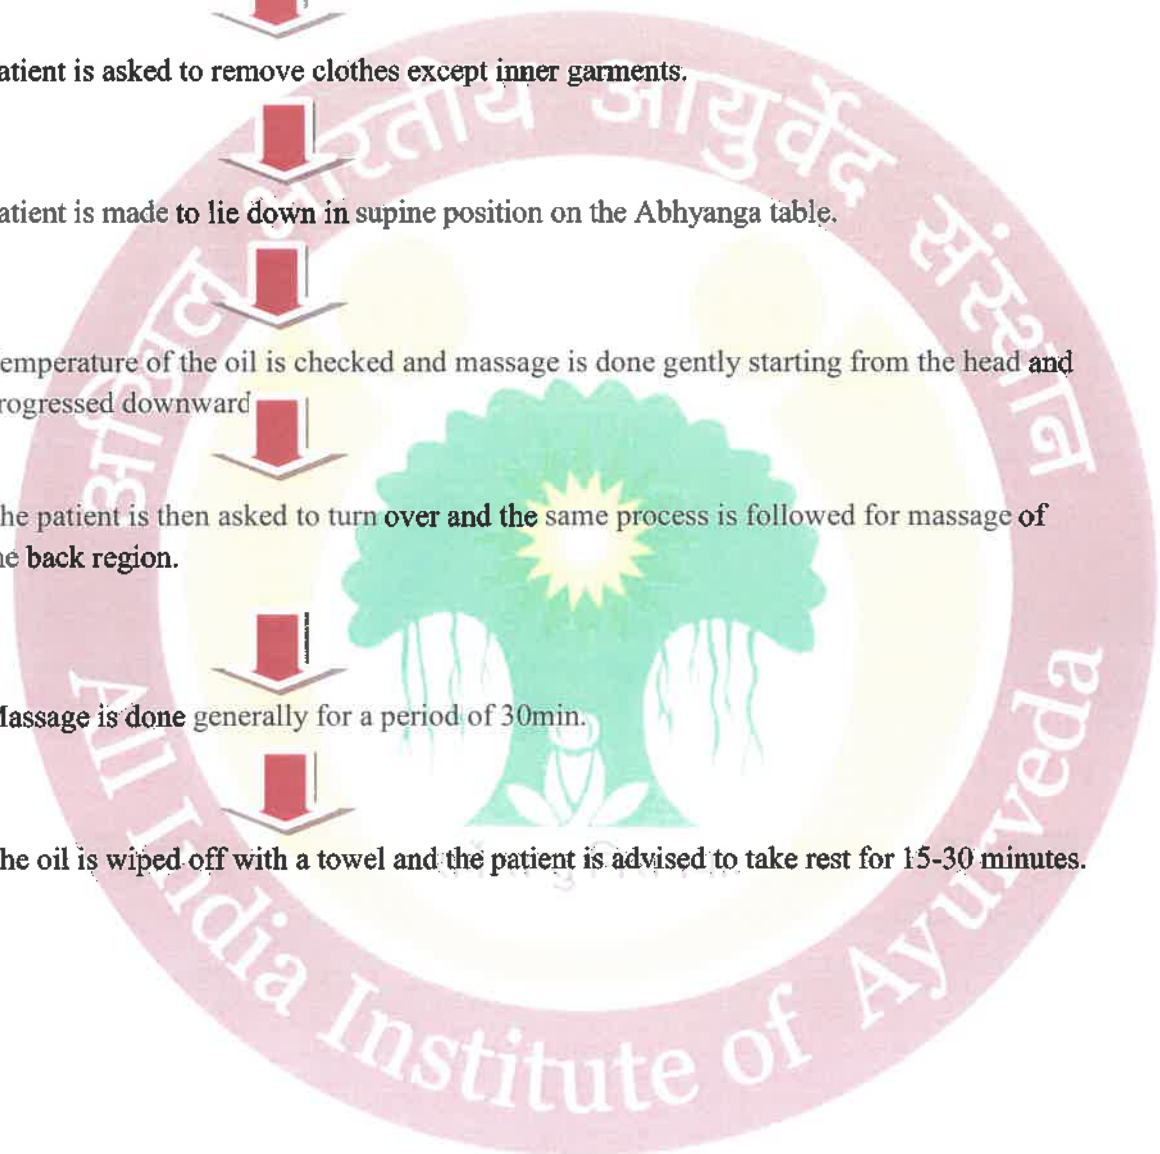 atient is asked to remove clothes except inner garments.
atient is made to lie down in supine position on the Abhyanga table.
emperature of the oil is checked and massage is done gently starting from the head and
rogressed downward
he patient is then asked to turn over and the same process is followed for massage of
he back region.
Massage is done generally for a period of 30min.
he oil is wiped off with a towel and the patient is advised to take rest for 15-30 minutes.
अखिल भारतीय आयुर्वेद संस्थान
All India Institute of Ayurveda